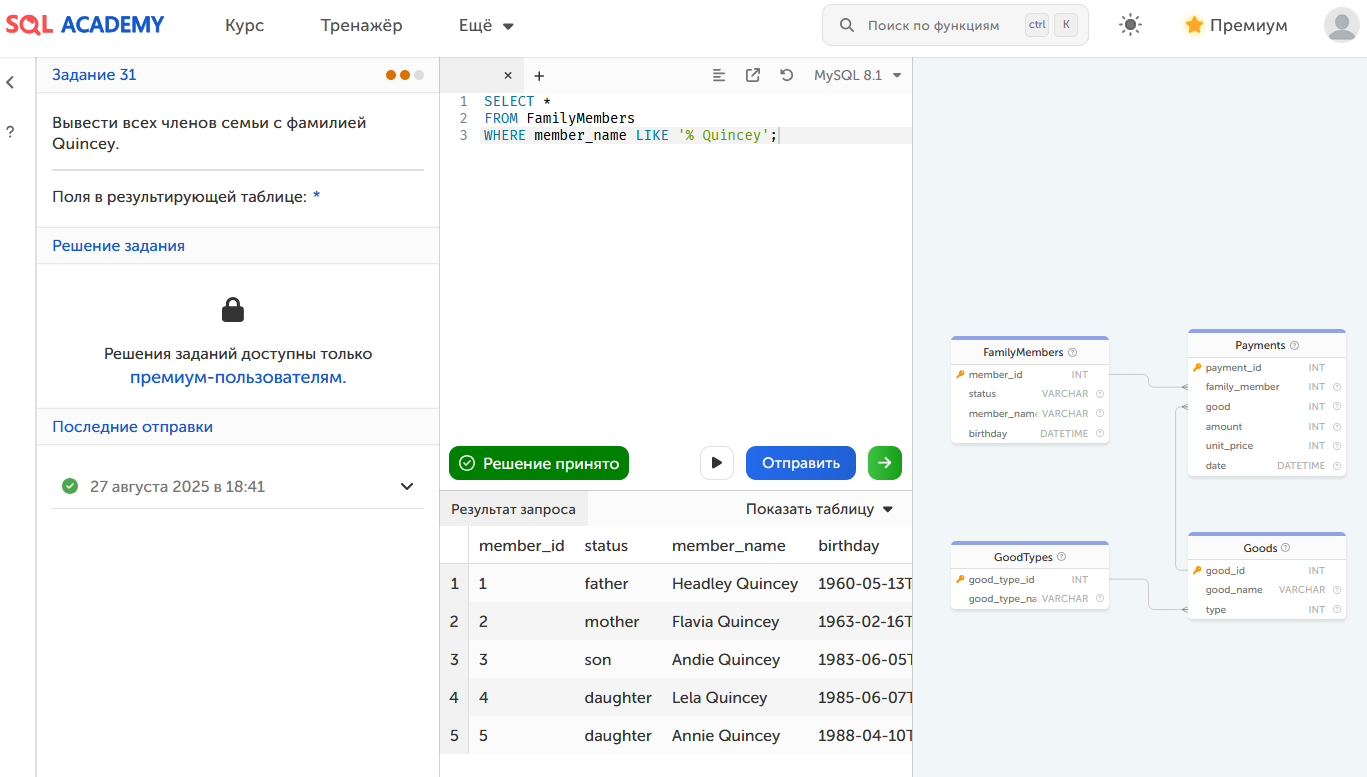 SQL ACADEMY
Курс
Тренажёр
Ещё
Поиск по функциям
ctrl
K
Премиум
Задание 31
?
Вывести всех членов семьи с фамилией
Quincey.
Поля в результирующей таблице: *
Решение задания
Решения заданий доступны только
премиум-пользователям.
Последние отправки
27 августа 2025 в 18:41
× +
MySQL 8.1
1 SELECT *
2 FROM FamilyMembers
3 WHERE member_name LIKE '% Quincey';
Решение принято
Отправить
Результат запроса
Показать таблицу
member_id status member_name birthday
1 1 father Headley Quincey 1960-05-13T
2 2 mother Flavia Quincey 1963-02-16T
3 3 son Andie Quincey 1983-06-05T
4 4 daughter Lela Quincey 1985-06-07T
5 5 daughter Annie Quincey 1988-04-10T
FamilyMembers ?
member_id INT
status VARCHAR ?
member_name VARCHAR ?
birthday DATETIME ?
Payments ?
payment_id INT
family_member INT ?
good INT ?
amount INT ?
unit_price INT ?
date DATETIME ?
GoodTypes ?
good_type_id INT
good_type_na VARCHAR ?
Goods ?
good_id INT
good_name VARCHAR ?
type INT ?